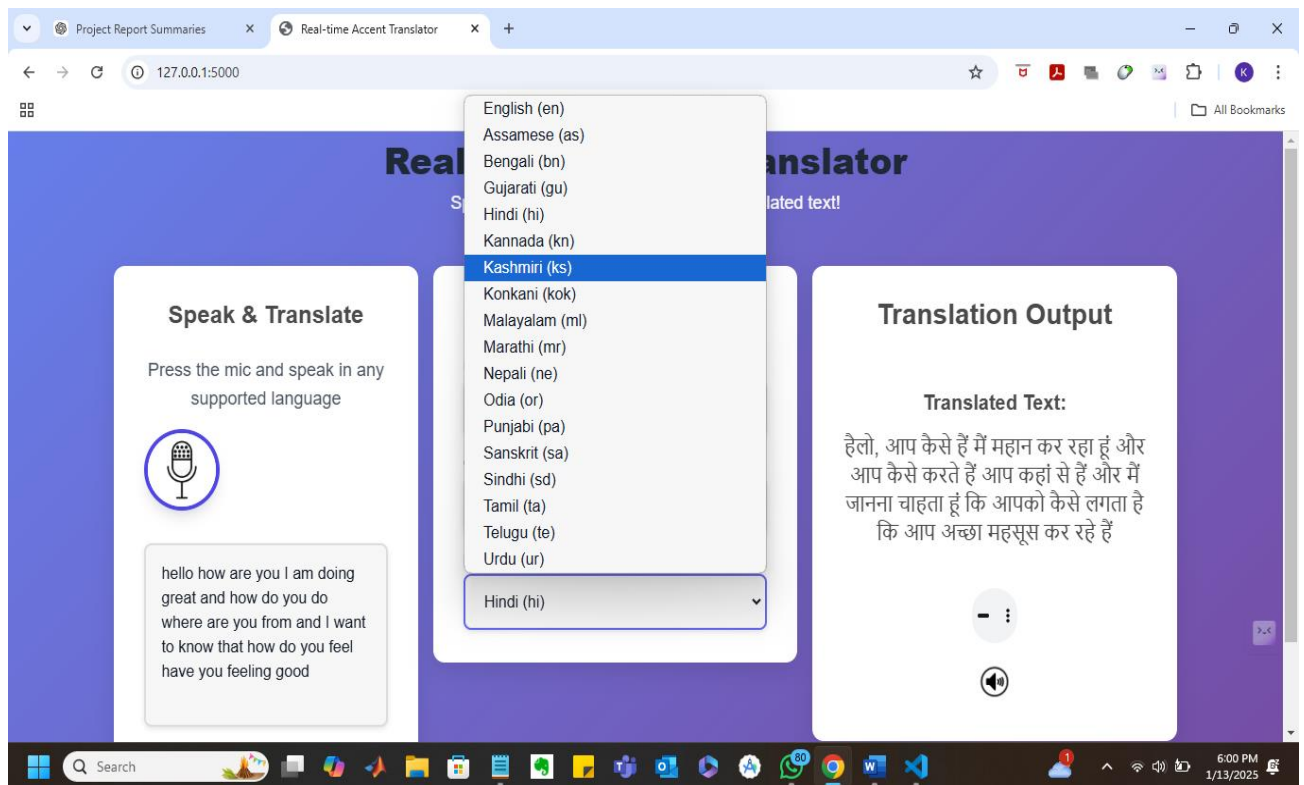 Project Report Summaries
Real-time Accent Translator
127.0.0.1:5000
K
All Bookmarks
Real
anslator
lated text!
English (en)
Assamese (as)
Bengali (bn)
Gujarati (gu)
Hindi (hi)
Kannada (kn)
Kashmiri (ks)
Konkani (kok)
Malayalam (ml)
Marathi (mr)
Nepali (ne)
Odia (or)
Punjabi (pa)
Sanskrit (sa)
Sindhi (sd)
Tamil (ta)
Telugu (te)
Urdu (ur)
Hindi (hi)
Speak & Translate
Press the mic and speak in any
supported language
hello how are you I am doing
great and how do you do
where are you from and I want
to know that how do you feel
have you feeling good
Translation Output
Translated Text:
हैलो, आप कैसे हैं मैं महान कर रहा हूं और
आप कैसे करते हैं आप कहां से हैं और मैं
जानना चाहता हूं कि आपको कैसे लगता है
कि आप अच्छा महसूस कर रहे हैं
Search
80
1
6:00 PM
1/13/2025